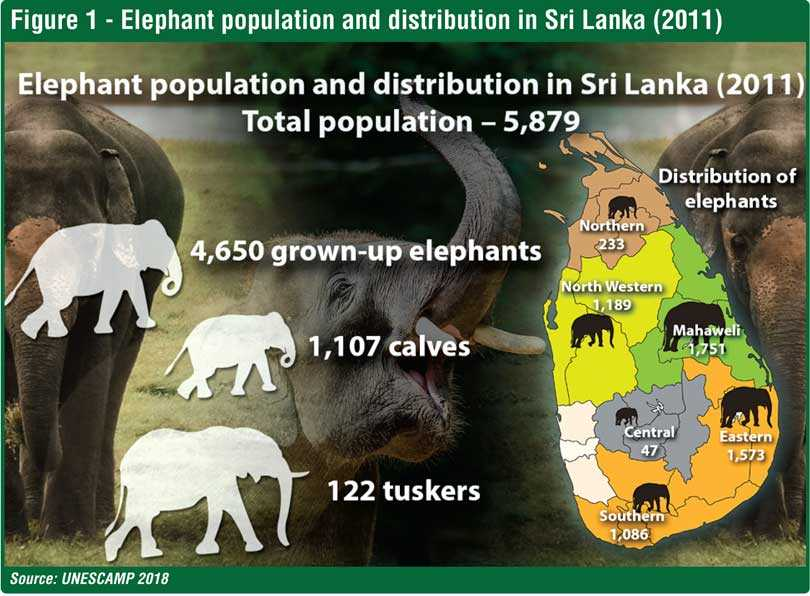 Figure 1 - Elephant population and distribution in Sri Lanka (2011)
Elephant population and distribution in Sri Lanka (2011)
Total population – 5,879
Distribution of
elephants
4,650 grown-up elephants
1,107 calves
122 tuskers
Northern
233
North Western
1,189
Mahaweli
1,751
Central
47
Eastern
1,573
Southern
1,086
Source: UNESCAMP 2018